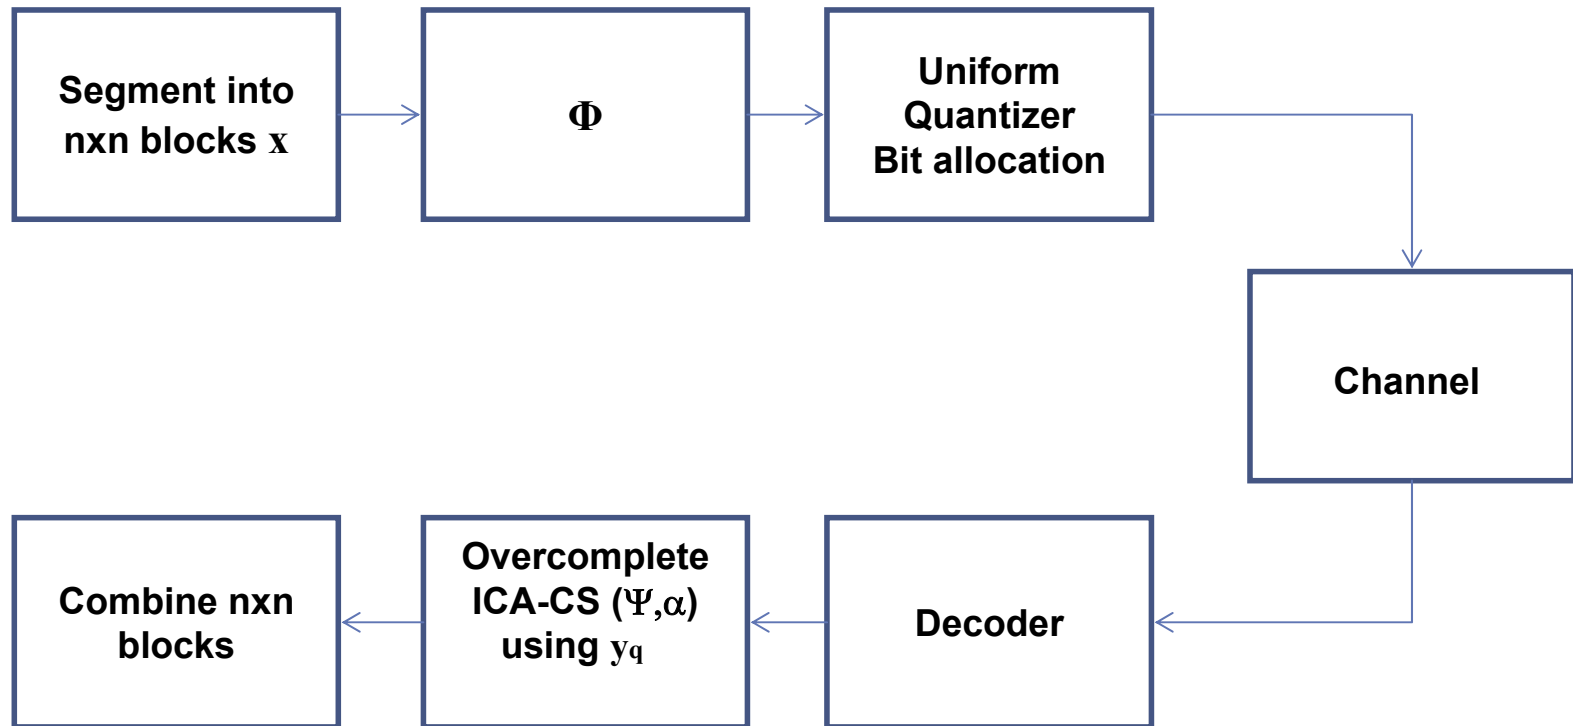 Segment into
nxn blocks x
Φ
Uniform
Quantizer
Bit allocation
Channel
Decoder
Overcomplete
ICA-CS (Ψ,α)
using yq
Combine nxn
blocks